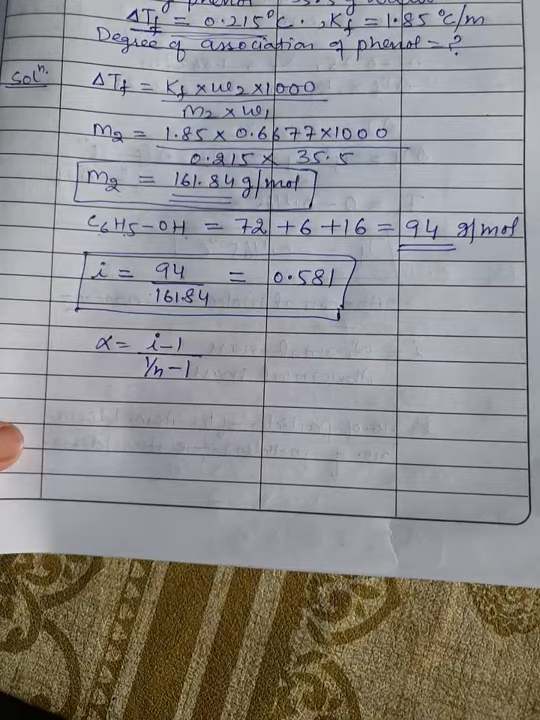 phenol
ΔTf = 0.215°C., Kf = 1.85 °C/m
Degree of association of phenol = ?
Solⁿ. ΔTf = Kf × w2 × 1000
M2 × w1
M2 = 1.85 × 0.6677 × 1000
0.215 × 35.5
M2 = 161.84 g/mol
C6H5-OH = 72 + 6 + 16 = 94 g/mol
i = 94 = 0.581
161.84
α = i-1
1/n - 1